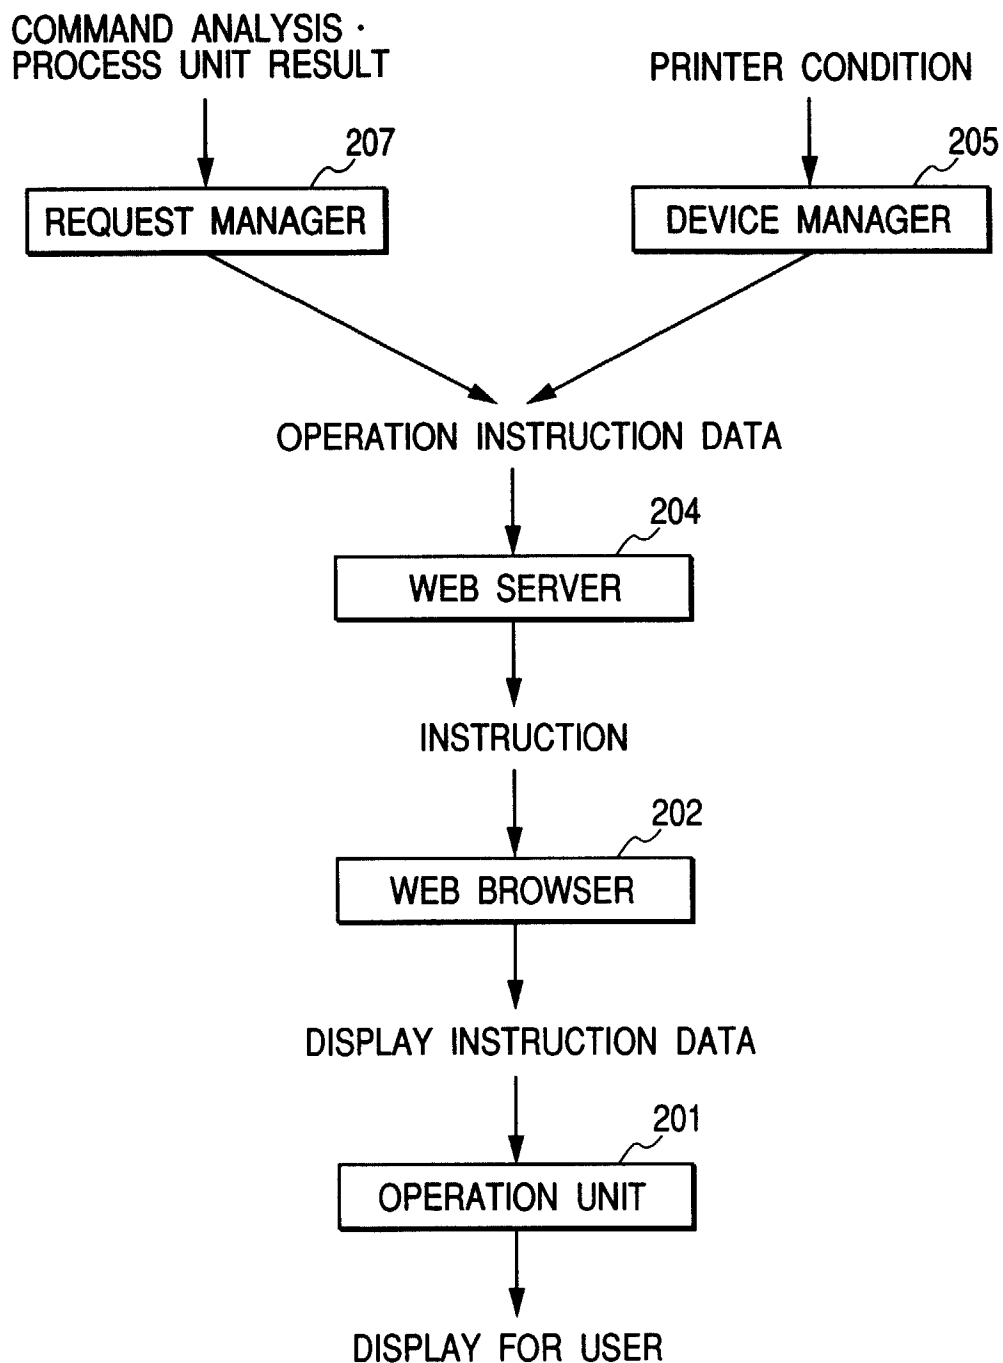 COMMAND ANALYSIS ·
PROCESS UNIT RESULT
PRINTER CONDITION
207
205
REQUEST MANAGER
DEVICE MANAGER
OPERATION INSTRUCTION DATA
204
WEB SERVER
INSTRUCTION
202
WEB BROWSER
DISPLAY INSTRUCTION DATA
201
OPERATION UNIT
DISPLAY FOR USER